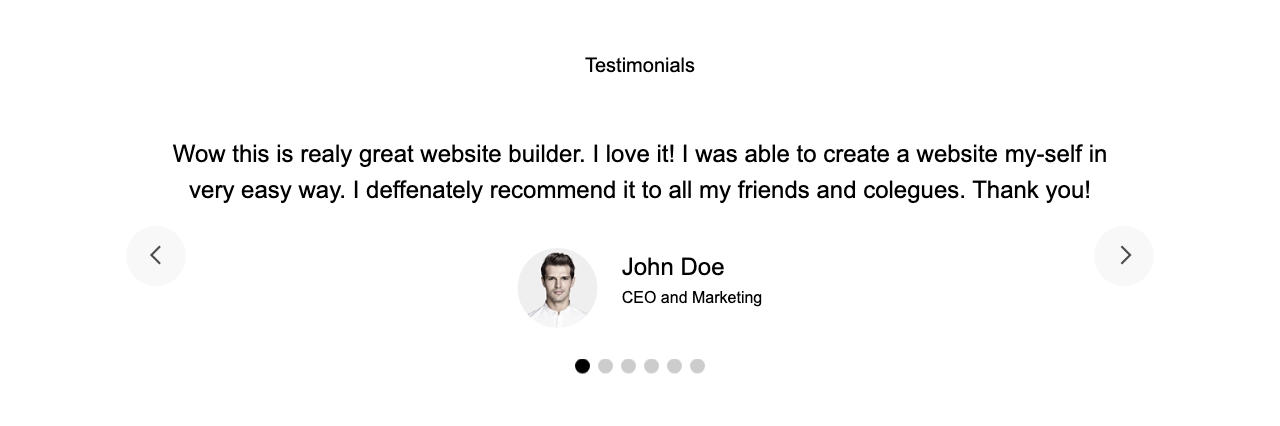 Testimonials
Wow this is realy great website builder. I love it! I was able to create a website my-self in
very easy way. I deffenately recommend it to all my friends and colegues. Thank you!
John Doe
CEO and Marketing